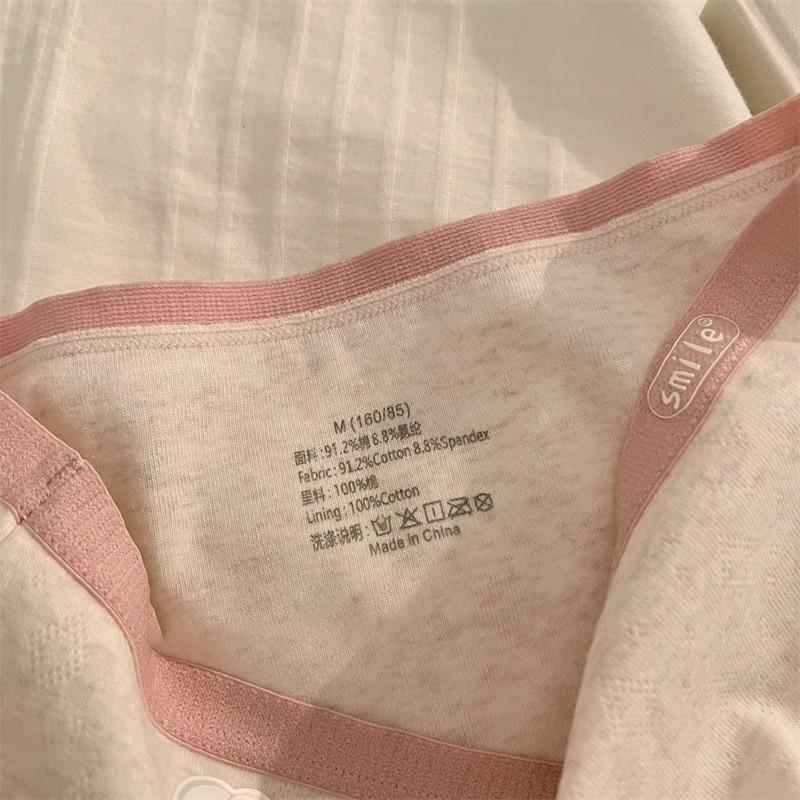 smile®
M (160/85)
面料:91.2%棉 8.8%氨纶
Fabric:91.2%Cotton 8.8%Spandex
里料:100%棉
Lining:100%Cotton
洗涤说明:
Made in China